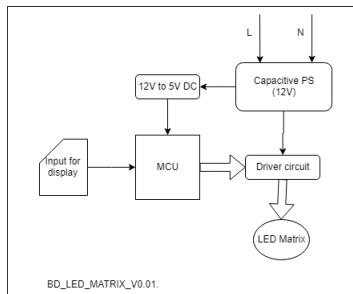 L N
Capacitive PS
(12V)
12V to 5V DC
Input for
display
MCU
Driver circuit
LED Matrix
BD_LED_MATRIX_V0.01.